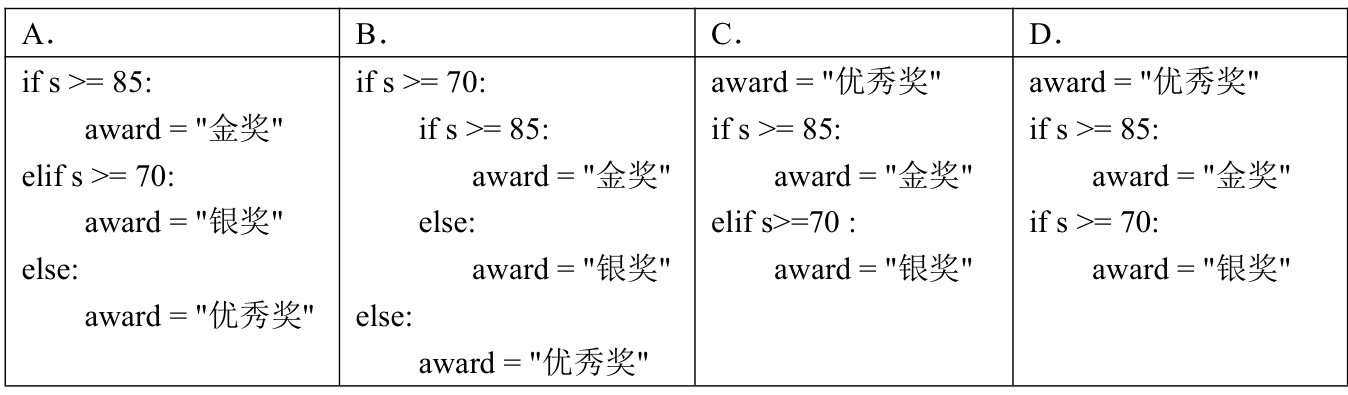 A．
if s >= 85:
award = "金奖"
elif s >= 70:
award = "银奖"
else:
award = "优秀奖"
B．
if s >= 70:
if s >= 85:
award = "金奖"
else:
award = "银奖"
else:
award = "优秀奖"
C．
award = "优秀奖"
if s >= 85:
award = "金奖"
elif s>=70 :
award = "银奖"
D．
award = "优秀奖"
if s >= 85:
award = "金奖"
if s >= 70:
award = "银奖"